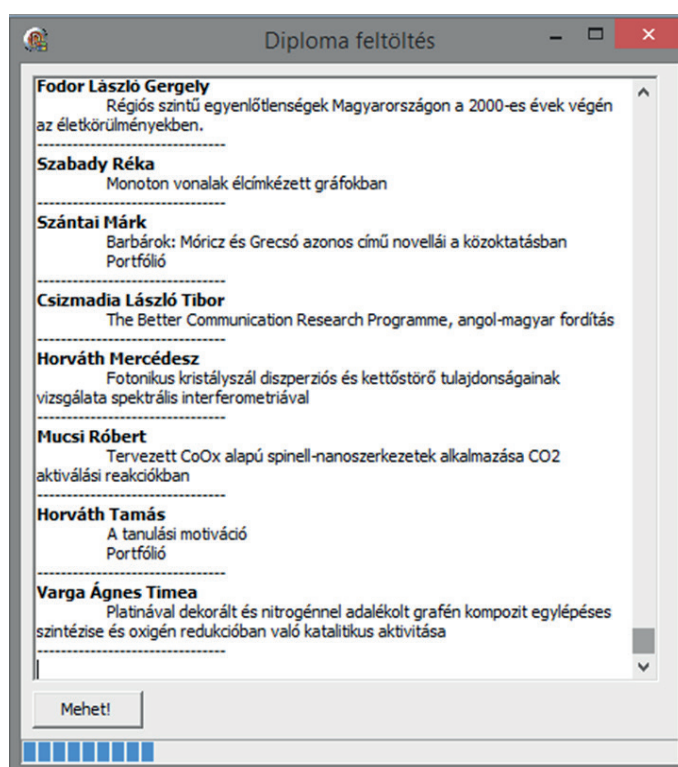 Diploma feltöltés
Fodor László Gergely
Régiós szintű egyenlőtlenségek Magyarországon a 2000-es évek végén
az életkörülményekben.
--------------------------------
Szabady Réka
Monoton vonalak élcímkézett gráfokban
--------------------------------
Szántai Márk
Barbárok: Móricz és Grecsó azonos című novellái a közoktatásban
Portfólió
--------------------------------
Csizmadia László Tibor
The Better Communication Research Programme, angol-magyar fordítás
--------------------------------
Horváth Mercédesz
Fotonikus kristályszál diszperziós és kettőstörő tulajdonságainak
vizsgálata spektrális interferometriával
--------------------------------
Mucsi Róbert
Tervezett CoOx alapú spinell-nanoszerkezetek alkalmazása CO2
aktiválási reakciókban
--------------------------------
Horváth Tamás
A tanulási motiváció
Portfólió
--------------------------------
Varga Ágnes Timea
Platinával dekorált és nitrogénnel adalékolt grafén kompozit egylépéses
szintézise és oxigén redukcióban való katalitikus aktivitása
--------------------------------
Mehet!